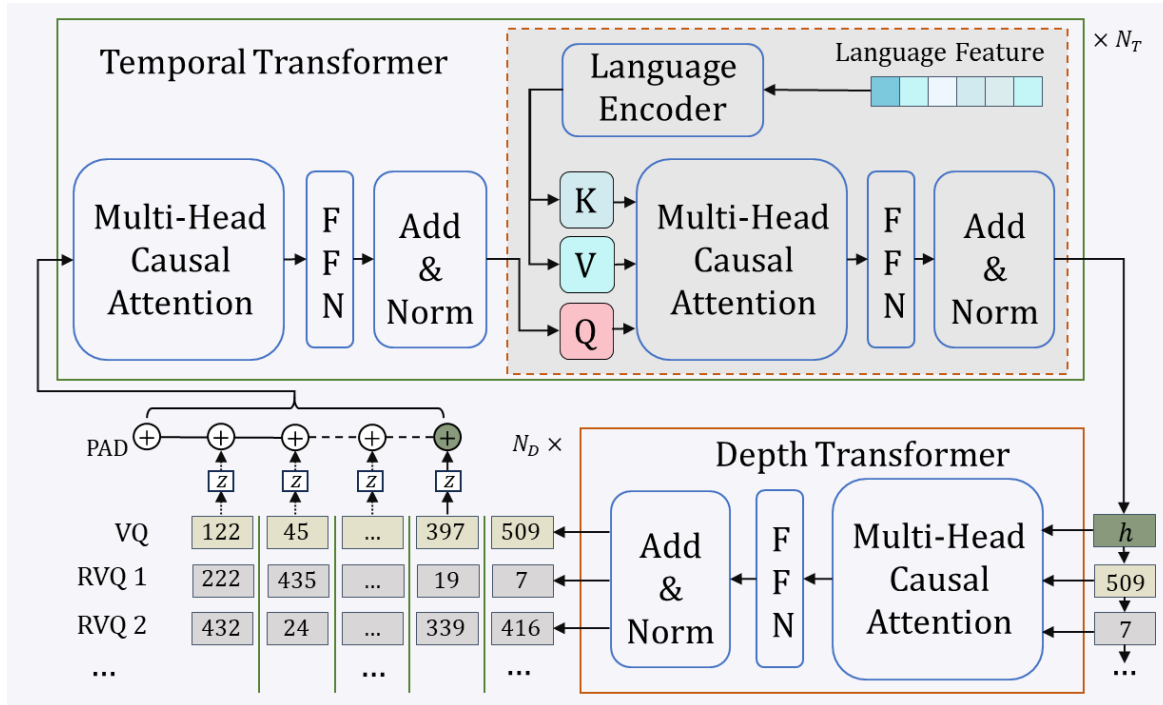 Temporal Transformer
× N_T
Language Feature
Language
Encoder
K
V
Q
Multi-Head
Causal
Attention
F
F
N
Add
&
Norm
Multi-Head
Causal
Attention
F
F
N
Add
&
Norm
PAD + + + + +
z z z z
N_D ×
Depth Transformer
VQ 122 45 ... 397 509
RVQ 1 222 435 ... 19 7
RVQ 2 432 24 ... 339 416
... ... ...
Add
&
Norm
F
F
N
Multi-Head
Causal
Attention
h
509
7
...